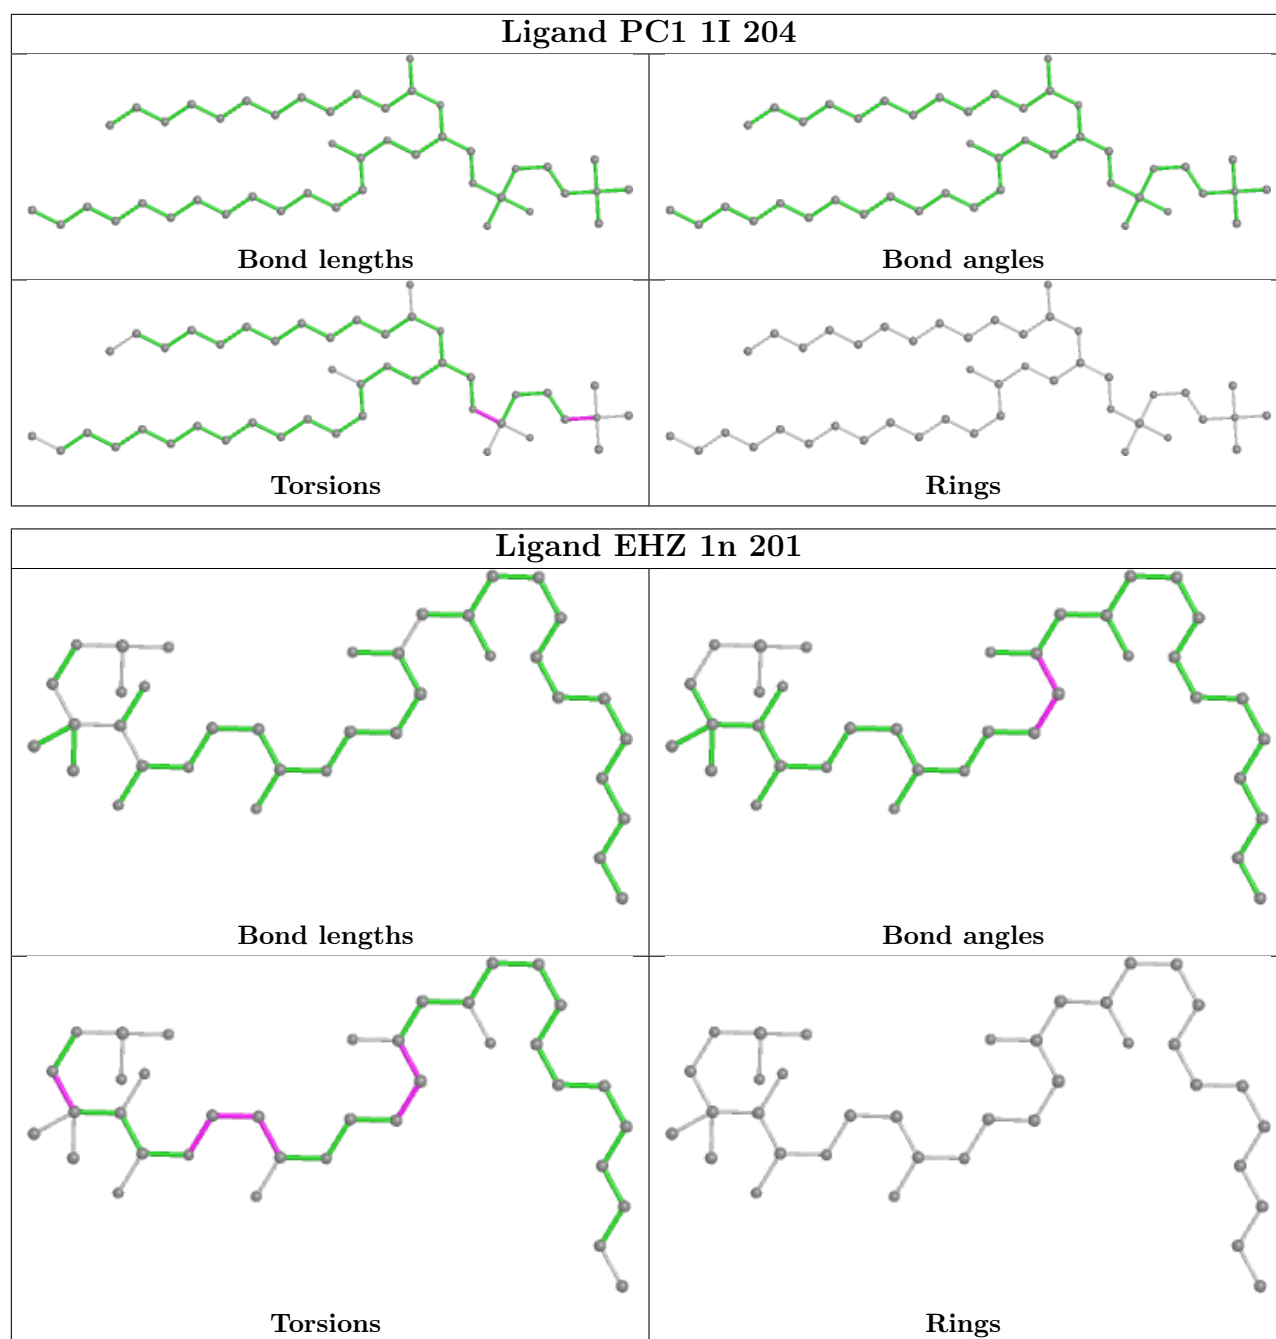 Ligand PC1 1I 204
Bond lengths
Bond angles
Torsions
Rings
Ligand EHZ 1n 201
Bond lengths
Bond angles
Torsions
Rings